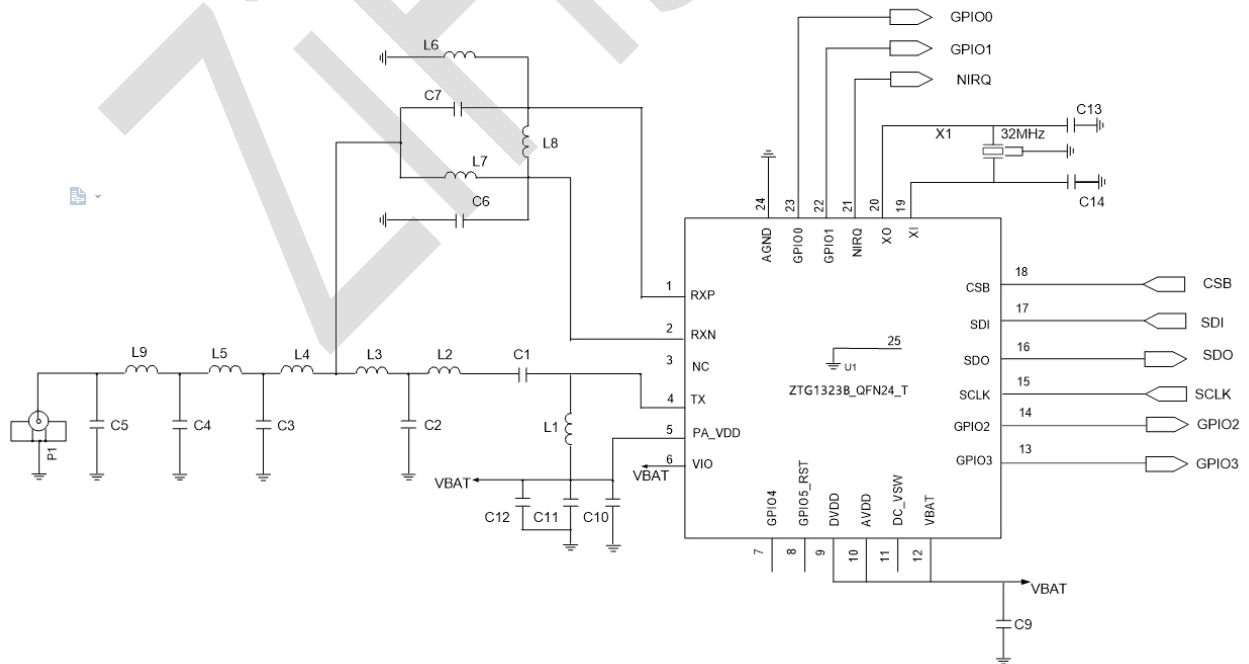 GPIO0
GPIO1
NIRQ
L6
C7
L8
L7
C6
C13
X1
32MHz
C14
24
23
22
21
20
19
AGND
GPIO0
GPIO1
NIRQ
XO
XI
1
RXP
2
RXN
3
NC
4
TX
5
PA_VDD
6
VIO
CSB
18
CSB
SDI
17
SDI
SDO
16
SDO
SCLK
15
SCLK
GPIO2
14
GPIO2
GPIO3
13
GPIO3
25
U1
ZTG1323B_QFN24_T
L9
L5
L4
L3
L2
C1
C5
C4
C3
C2
L1
P1
VBAT
VBAT
C12
C11
C10
GPIO4
GPIO5_RST
DVDD
AVDD
DC_VSW
VBAT
7
8
9
10
11
12
VBAT
C9